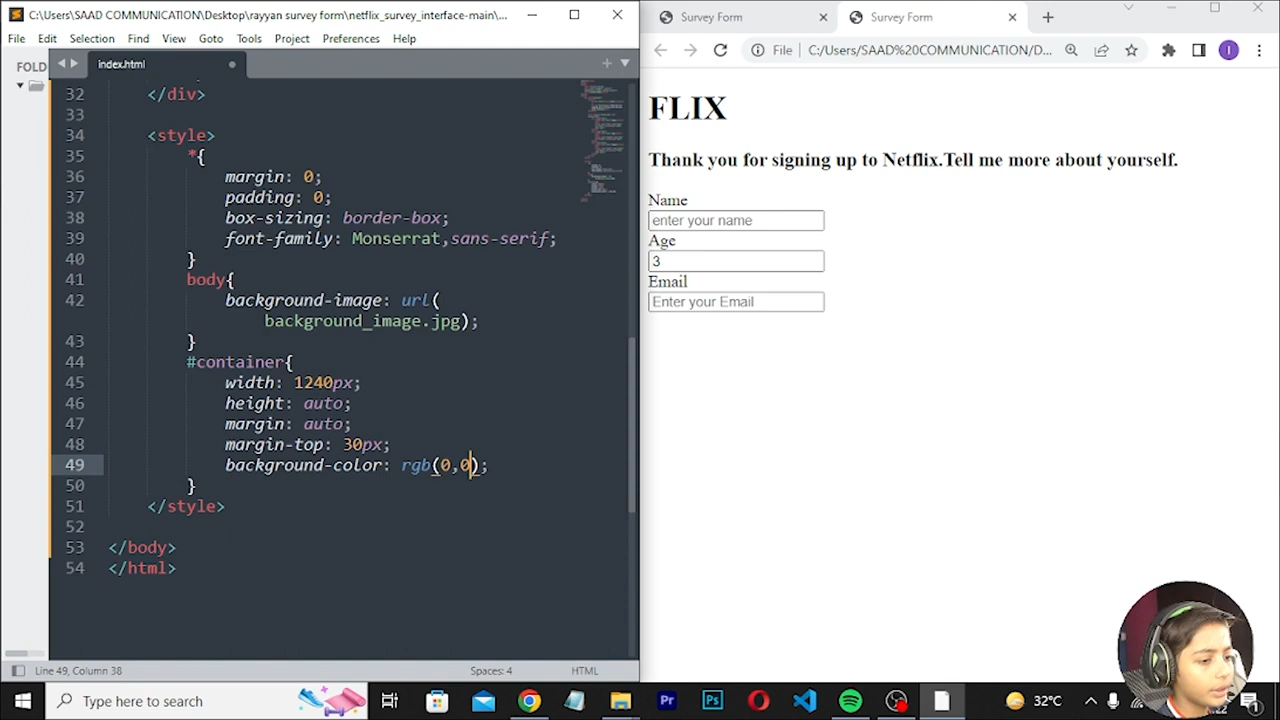 C:\Users\SAAD COMMUNICATION\Desktop\rayyan survey form\netflix_survey_interface-main\,...
File Edit Selection Find View Goto Tools Project Preferences Help
FOLD
index.html
32 </div>
33
34 <style>
35 *{
36 margin: 0;
37 padding: 0;
38 box-sizing: border-box;
39 font-family: Monserrat,sans-serif;
40 }
41 body{
42 background-image: url(
background_image.jpg);
43 }
44 #container{
45 width: 1240px;
46 height: auto;
47 margin: auto;
48 margin-top: 30px;
49 background-color: rgb(0,0);
50 }
51 </style>
52
53 </body>
54 </html>
Line 49, Column 38 Spaces: 4 HTML
Survey Form Survey Form
File C:/Users/SAAD%20COMMUNICATION/D... I
FLIX
Thank you for signing up to Netflix.Tell me more about yourself.
Name
enter your name
Age
3
Email
Enter your Email
Type here to search Pr Ps 32°C